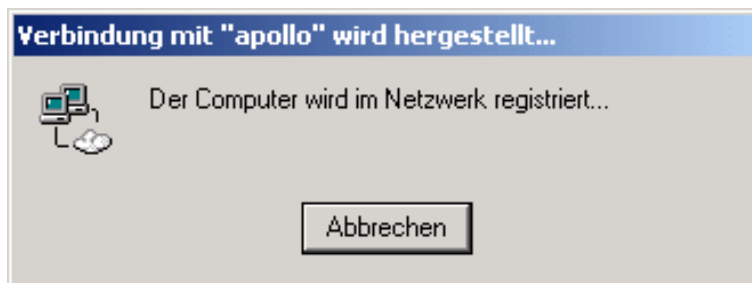 Verbindung mit "apollo" wird hergestellt...
Der Computer wird im Netzwerk registriert...
Abbrechen